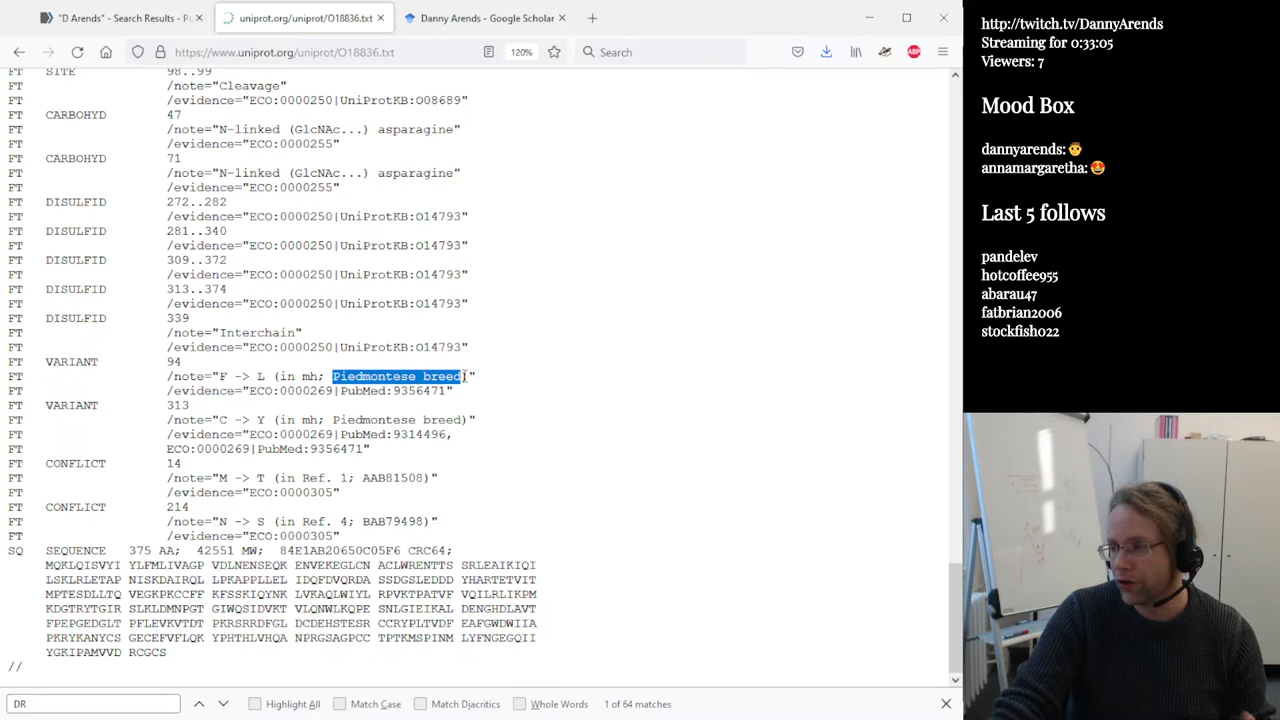 "D Arends" - Search Results - Pu
uniprot.org/uniprot/O18836.txt
Danny Arends - Google Scholar
https://www.uniprot.org/uniprot/O18836.txt
120%
Search
ABP
FT SITE 98..99
FT /note="Cleavage"
FT /evidence="ECO:0000250|UniProtKB:O08689"
FT CARBOHYD 47
FT /note="N-linked (GlcNAc...) asparagine"
FT /evidence="ECO:0000255"
FT CARBOHYD 71
FT /note="N-linked (GlcNAc...) asparagine"
FT /evidence="ECO:0000255"
FT DISULFID 272..282
FT /evidence="ECO:0000250|UniProtKB:O14793"
FT DISULFID 281..340
FT /evidence="ECO:0000250|UniProtKB:O14793"
FT DISULFID 309..372
FT /evidence="ECO:0000250|UniProtKB:O14793"
FT DISULFID 313..374
FT /evidence="ECO:0000250|UniProtKB:O14793"
FT DISULFID 339
FT /note="Interchain"
FT /evidence="ECO:0000250|UniProtKB:O14793"
FT VARIANT 94
FT /note="F -> L (in mh; Piedmontese breed)"
FT /evidence="ECO:0000269|PubMed:9356471"
FT VARIANT 313
FT /note="C -> Y (in mh; Piedmontese breed)"
FT /evidence="ECO:0000269|PubMed:9314496,
FT ECO:0000269|PubMed:9356471"
FT CONFLICT 14
FT /note="M -> T (in Ref. 1; AAB81508)"
FT /evidence="ECO:0000305"
FT CONFLICT 214
FT /note="N -> S (in Ref. 4; BAB79498)"
FT /evidence="ECO:0000305"
SQ SEQUENCE 375 AA; 42551 MW; 84E1AB20650C05F6 CRC64;
MQKLQISVYI YLFMLIVAGP VDLNENSEQK ENVEKEGLCN ACLWRENTTS SRLEAIKIQI
LSKLRLETAP NISKDAIRQL LPKAPPLLEL IDQFDVQRDA SSDGSLEDDD YHARTETVIT
MPTESDLLTQ VEGKPKCCFF KFSSKIQYNK LVKAQLWIYL RPVKTPATVF VQILRLIKPM
KDGTRYTGIR SLKLDMNPGT GIWQSIDVKT VLQNWLKQPE SNLGIEIKAL DENGHDLAVT
FPEPGEDGLT PFLEVKVTDT PKRSRRDFGL DCDEHSTESR CCRYPLTVDF EAFGWDWIIA
PKRYKANYCS GECEFVFLQK YPHTHLVHQA NPRGSAGPCC TPTKMSPINM LYFNGEGQII
YGKIPAMVVD RCGCS
//
DR
Highlight All
Match Case
Match Diacritics
Whole Words
1 of 64 matches
http://twitch.tv/DannyArends
Streaming for 0:33:05
Viewers: 7
Mood Box
dannyarends:
annamargaretha:
Last 5 follows
pandelev
hotcoffee955
abarau47
fatbrian2006
stockfish022